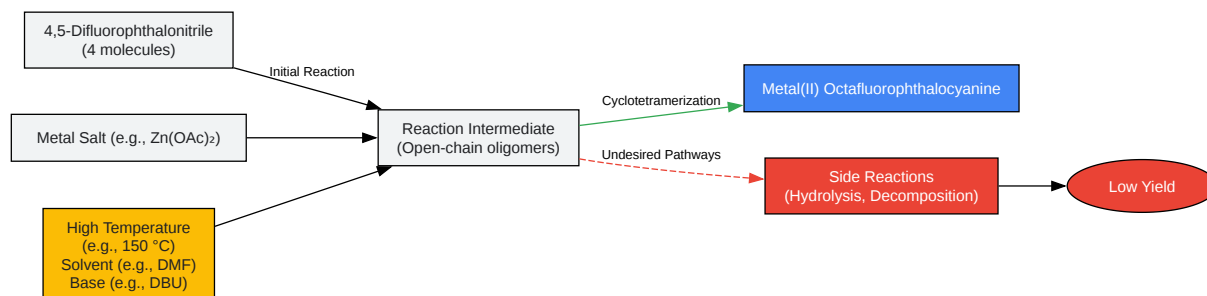 4,5-Difluorophthalonitrile
(4 molecules)
Initial Reaction
Metal Salt (e.g., Zn(OAc)₂)
High Temperature
(e.g., 150 °C)
Solvent (e.g., DMF)
Base (e.g., DBU)
Reaction Intermediate
(Open-chain oligomers)
Cyclotetramerization
Metal(II) Octafluorophthalocyanine
Undesired Pathways
Side Reactions
(Hydrolysis, Decomposition)
Low Yield